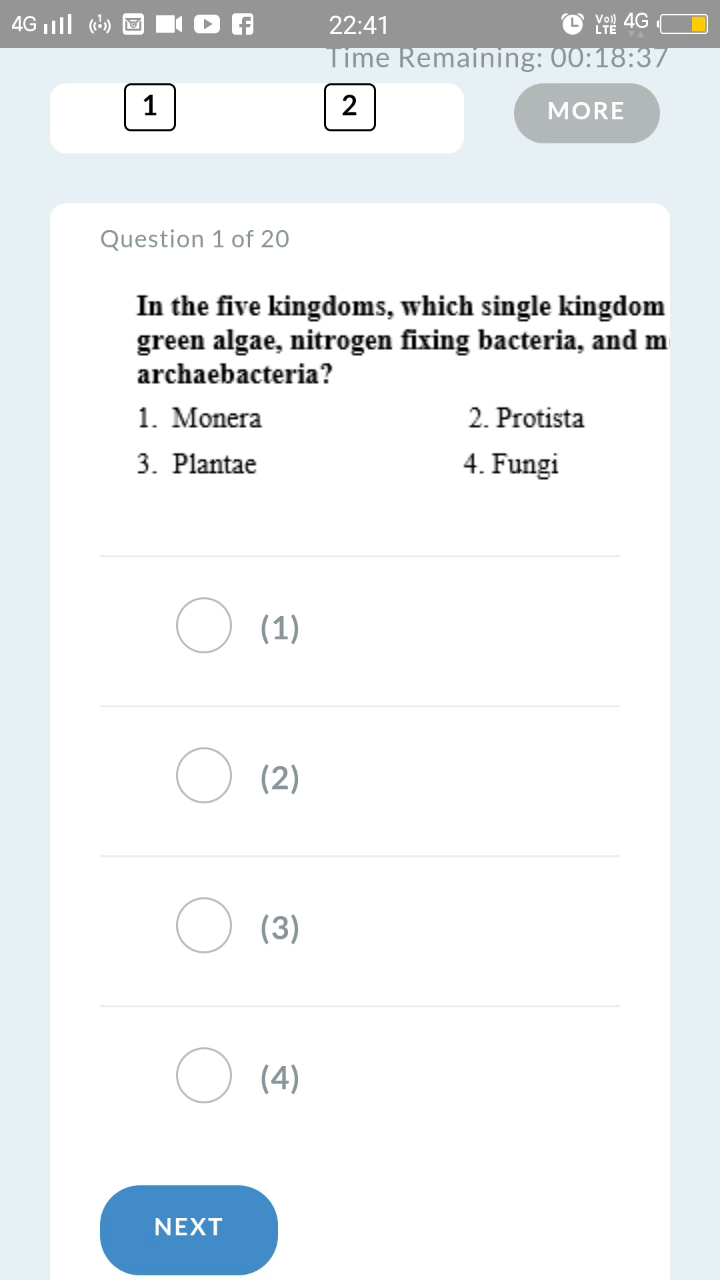 4G 22:41 VoI) LTE 4G
Time Remaining: 00:18:37
1 2 MORE
Question 1 of 20
In the five kingdoms, which single kingdom
green algae, nitrogen fixing bacteria, and
archaebacteria?
1. Monera 2. Protista
3. Plantae 4. Fungi
(1)
(2)
(3)
(4)
NEXT